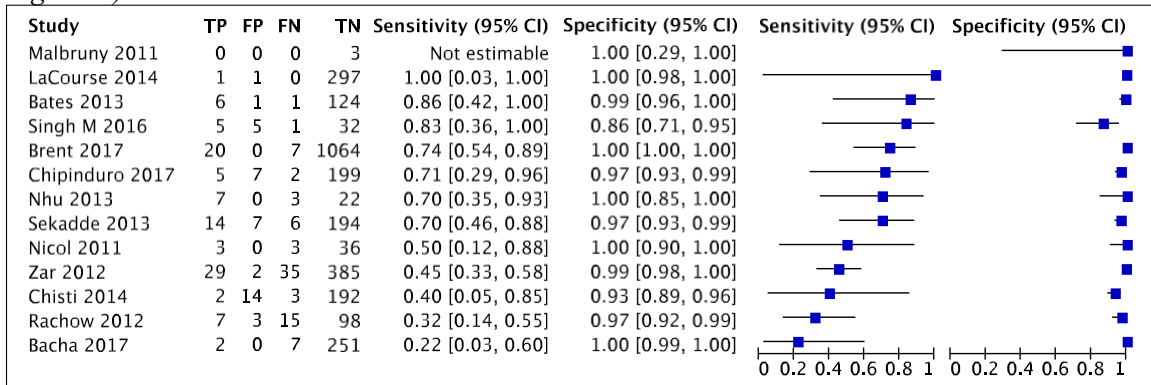 Study TP FP FN TN Sensitivity (95% CI) Specificity (95% CI) Sensitivity (95% CI) Specificity (95% CI)
Malbruny 2011 0 0 0 3 Not estimable 1.00 [0.29, 1.00]
LaCourse 2014 1 1 0 297 1.00 [0.03, 1.00] 1.00 [0.98, 1.00]
Bates 2013 6 1 1 124 0.86 [0.42, 1.00] 0.99 [0.96, 1.00]
Singh M 2016 5 5 1 32 0.83 [0.36, 1.00] 0.86 [0.71, 0.95]
Brent 2017 20 0 7 1064 0.74 [0.54, 0.89] 1.00 [1.00, 1.00]
Chipinduro 2017 5 7 2 199 0.71 [0.29, 0.96] 0.97 [0.93, 0.99]
Nhu 2013 7 0 3 22 0.70 [0.35, 0.93] 1.00 [0.85, 1.00]
Sekadde 2013 14 7 6 194 0.70 [0.46, 0.88] 0.97 [0.93, 0.99]
Nicol 2011 3 0 3 36 0.50 [0.12, 0.88] 1.00 [0.90, 1.00]
Zar 2012 29 2 35 385 0.45 [0.33, 0.58] 0.99 [0.98, 1.00]
Chisti 2014 2 14 3 192 0.40 [0.05, 0.85] 0.93 [0.89, 0.96]
Rachow 2012 7 3 15 98 0.32 [0.14, 0.55] 0.97 [0.92, 0.99]
Bacha 2017 2 0 7 251 0.22 [0.03, 0.60] 1.00 [0.99, 1.00]
0 0.2 0.4 0.6 0.8 1 0 0.2 0.4 0.6 0.8 1